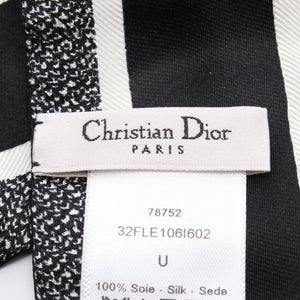 Christian Dior
PARIS
78752
32FLE106I602
U
100% Soie - Silk - Seda